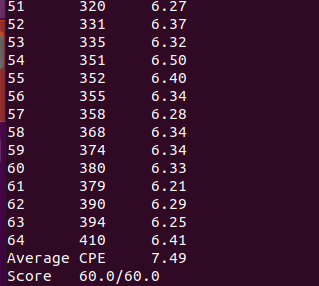 51 320 6.27
52 331 6.37
53 335 6.32
54 351 6.50
55 352 6.40
56 355 6.34
57 358 6.28
58 368 6.34
59 374 6.34
60 380 6.33
61 379 6.21
62 390 6.29
63 394 6.25
64 410 6.41
Average CPE 7.49
Score 60.0/60.0